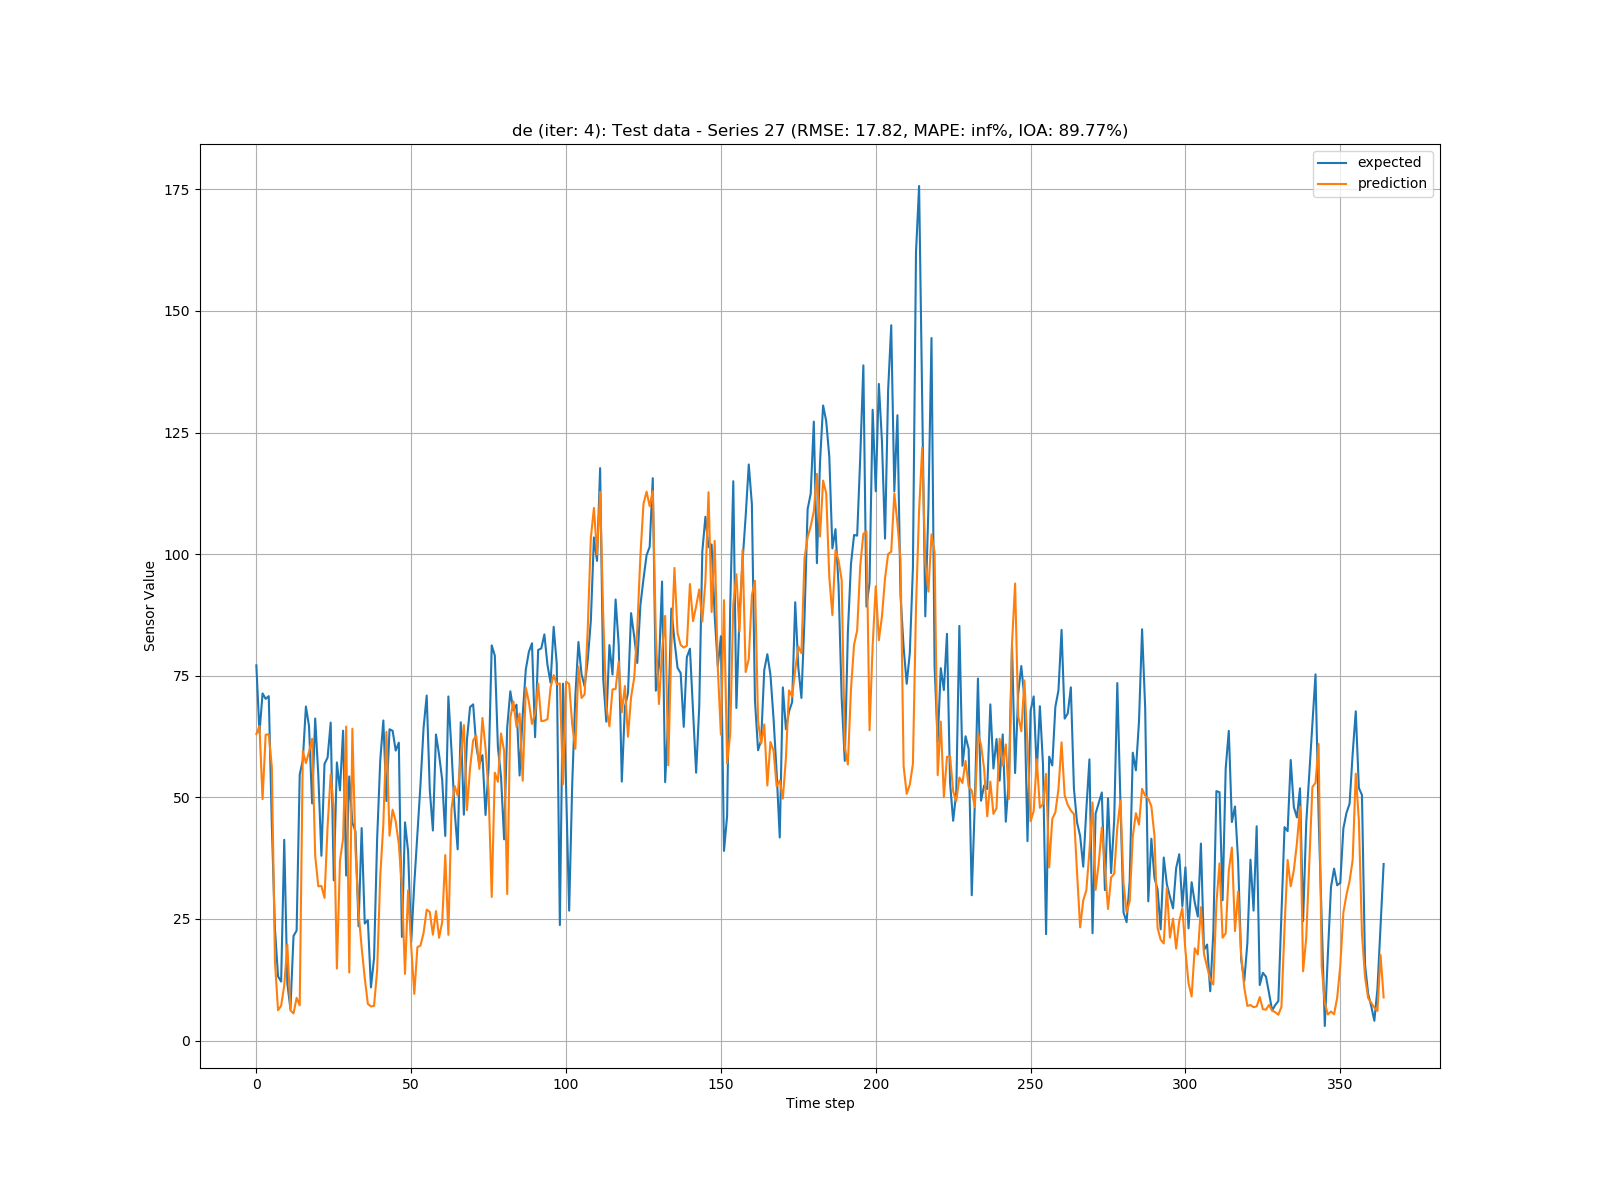 de (iter: 4): Test data - Series 27 (RMSE: 17.82, MAPE: inf%, IOA: 89.77%)
expected
prediction
175
150
125
100
75
50
25
0
Sensor Value
0 50 100 150 200 250 300 350
Time step